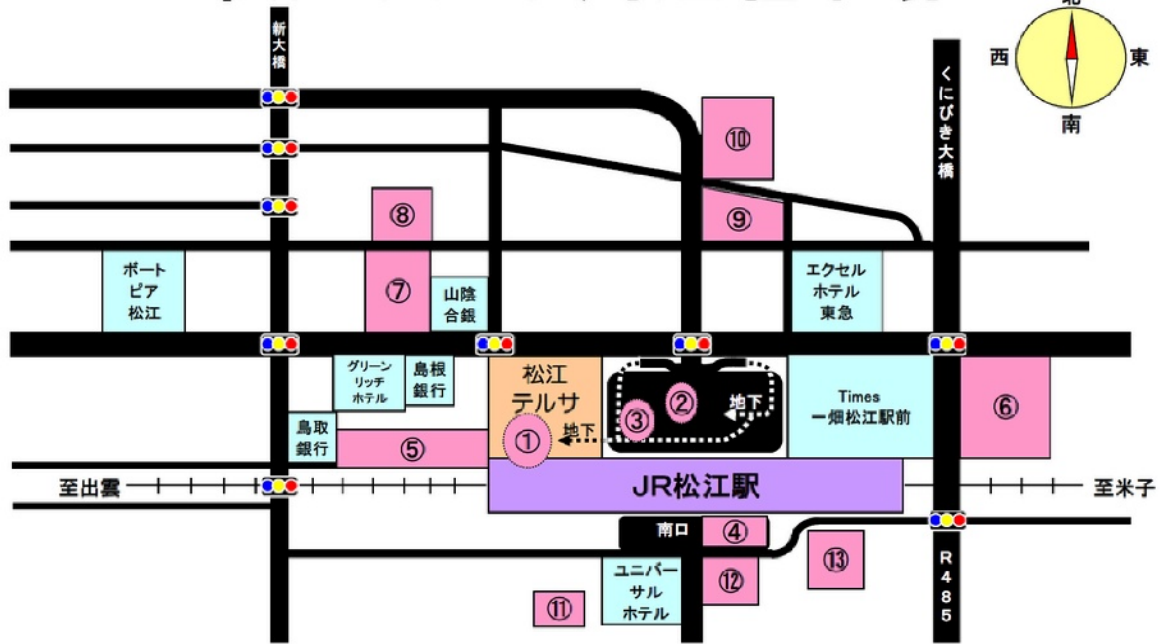 新大橋
くにびき大橋
西
東
南
⑩
⑧
⑨
ボート
ピア
松江
⑦
山陰
合銀
エクセル
ホテル
東急
グリーン
リッチ
ホテル
島根
銀行
松江
テルサ
②
③
地下
Times
一畑松江駅前
⑥
鳥取
銀行
⑤
①
地下
至出雲
JR松江駅
至米子
南口
④
⑬
ユニバー
サル
ホテル
⑫
⑪
R485